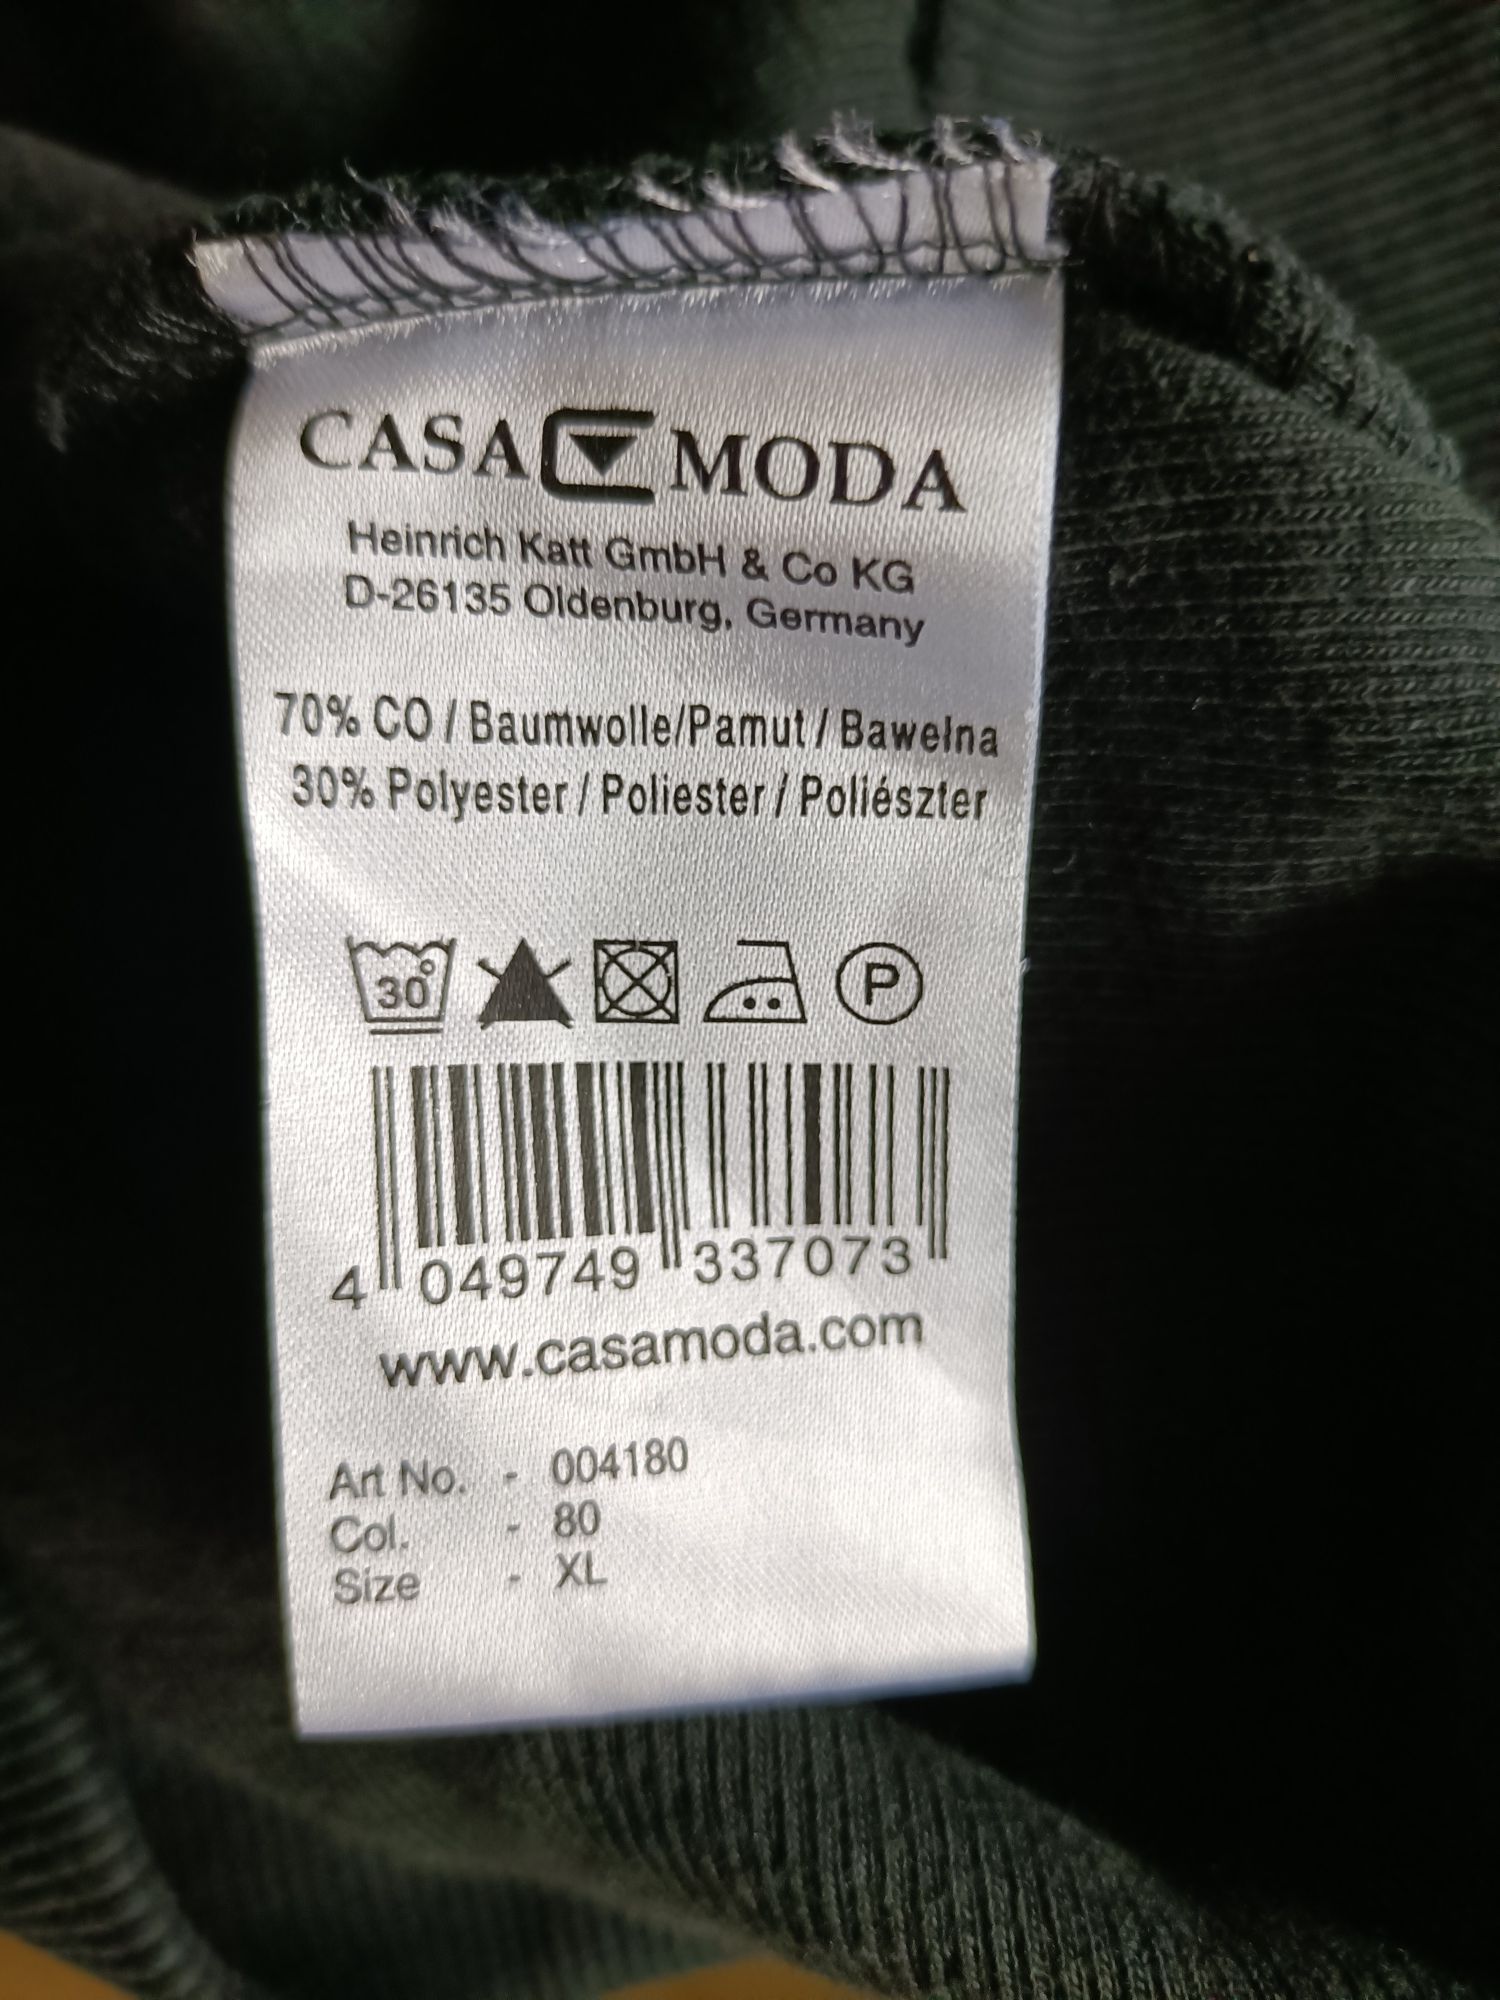 CASA MODA
Heinrich Katt GmbH & Co KG
D-26135 Oldenburg, Germany
70% CO / Baumwolle/Pamut / Bawełna
30% Polyester / Poliester / Poliészter
30° P
4 049749 337073
www.casamoda.com
Art No. - 004180
Col. - 80
Size - XL